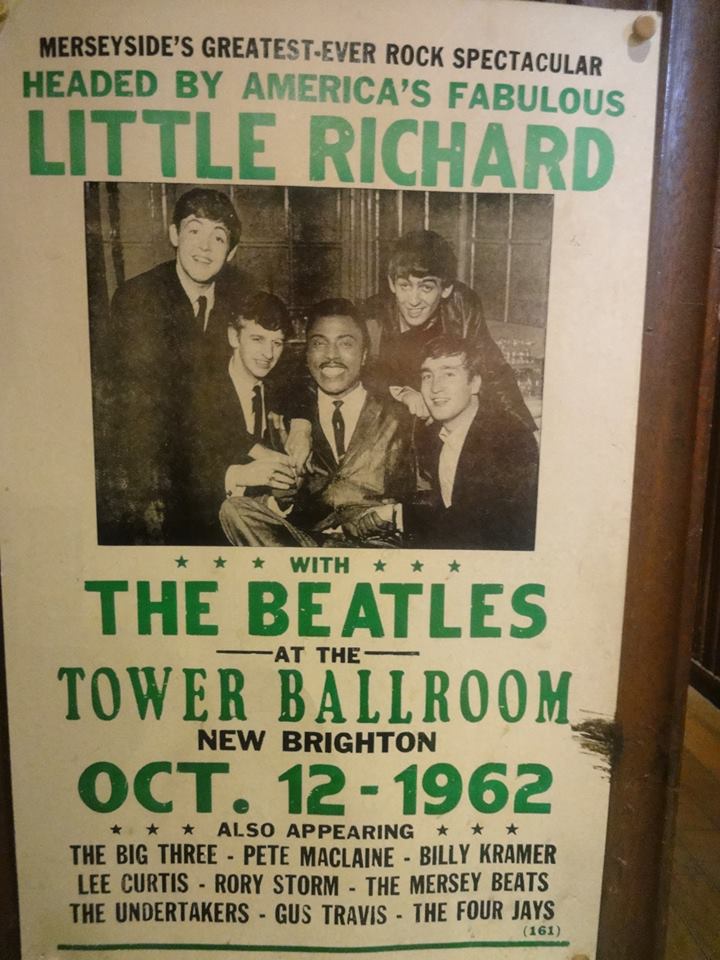 MERSEYSIDE'S GREATEST-EVER ROCK SPECTACULAR
HEADED BY AMERICA'S FABULOUS
LITTLE RICHARD
★ ★ ★ WITH ★ ★ ★
THE BEATLES
AT THE
TOWER BALLROOM
NEW BRIGHTON
OCT. 12-1962
★ ★ ★ ALSO APPEARING ★ ★ ★
THE BIG THREE - PETE MACLAINE - BILLY KRAMER
LEE CURTIS - RORY STORM - THE MERSEY BEATS
THE UNDERTAKERS - GUS TRAVIS - THE FOUR JAYS
(161)